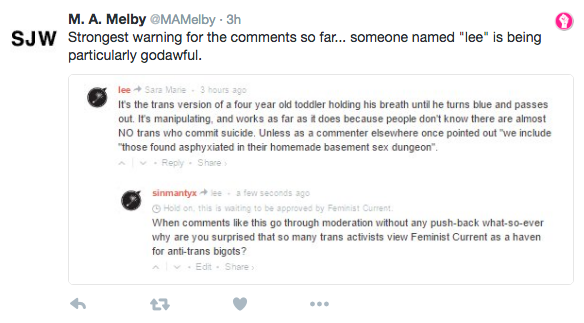 SJW
M. A. Melby @MAMelby · 3h
Strongest warning for the comments so far... someone named "lee" is being
particularly godawful.
lee → Sara Marie · 3 hours ago
It's the trans version of a four year old toddler holding his breath until he turns blue and passes
out. It's manipulating, and works as far as it does because people don't know there are almost
NO trans who commit suicide. Unless as a commenter elsewhere once pointed out "we include
"those found asphyxiated in their homemade basement sex dungeon".
Reply · Share ›
sinmantyx → lee · a few seconds ago
Hold on, this is waiting to be approved by Feminist Current.
When comments like this go through moderation without any push-back what-so-ever
why are you surprised that so many trans activists view Feminist Current as a haven
for anti-trans bigots?
Edit · Share ›